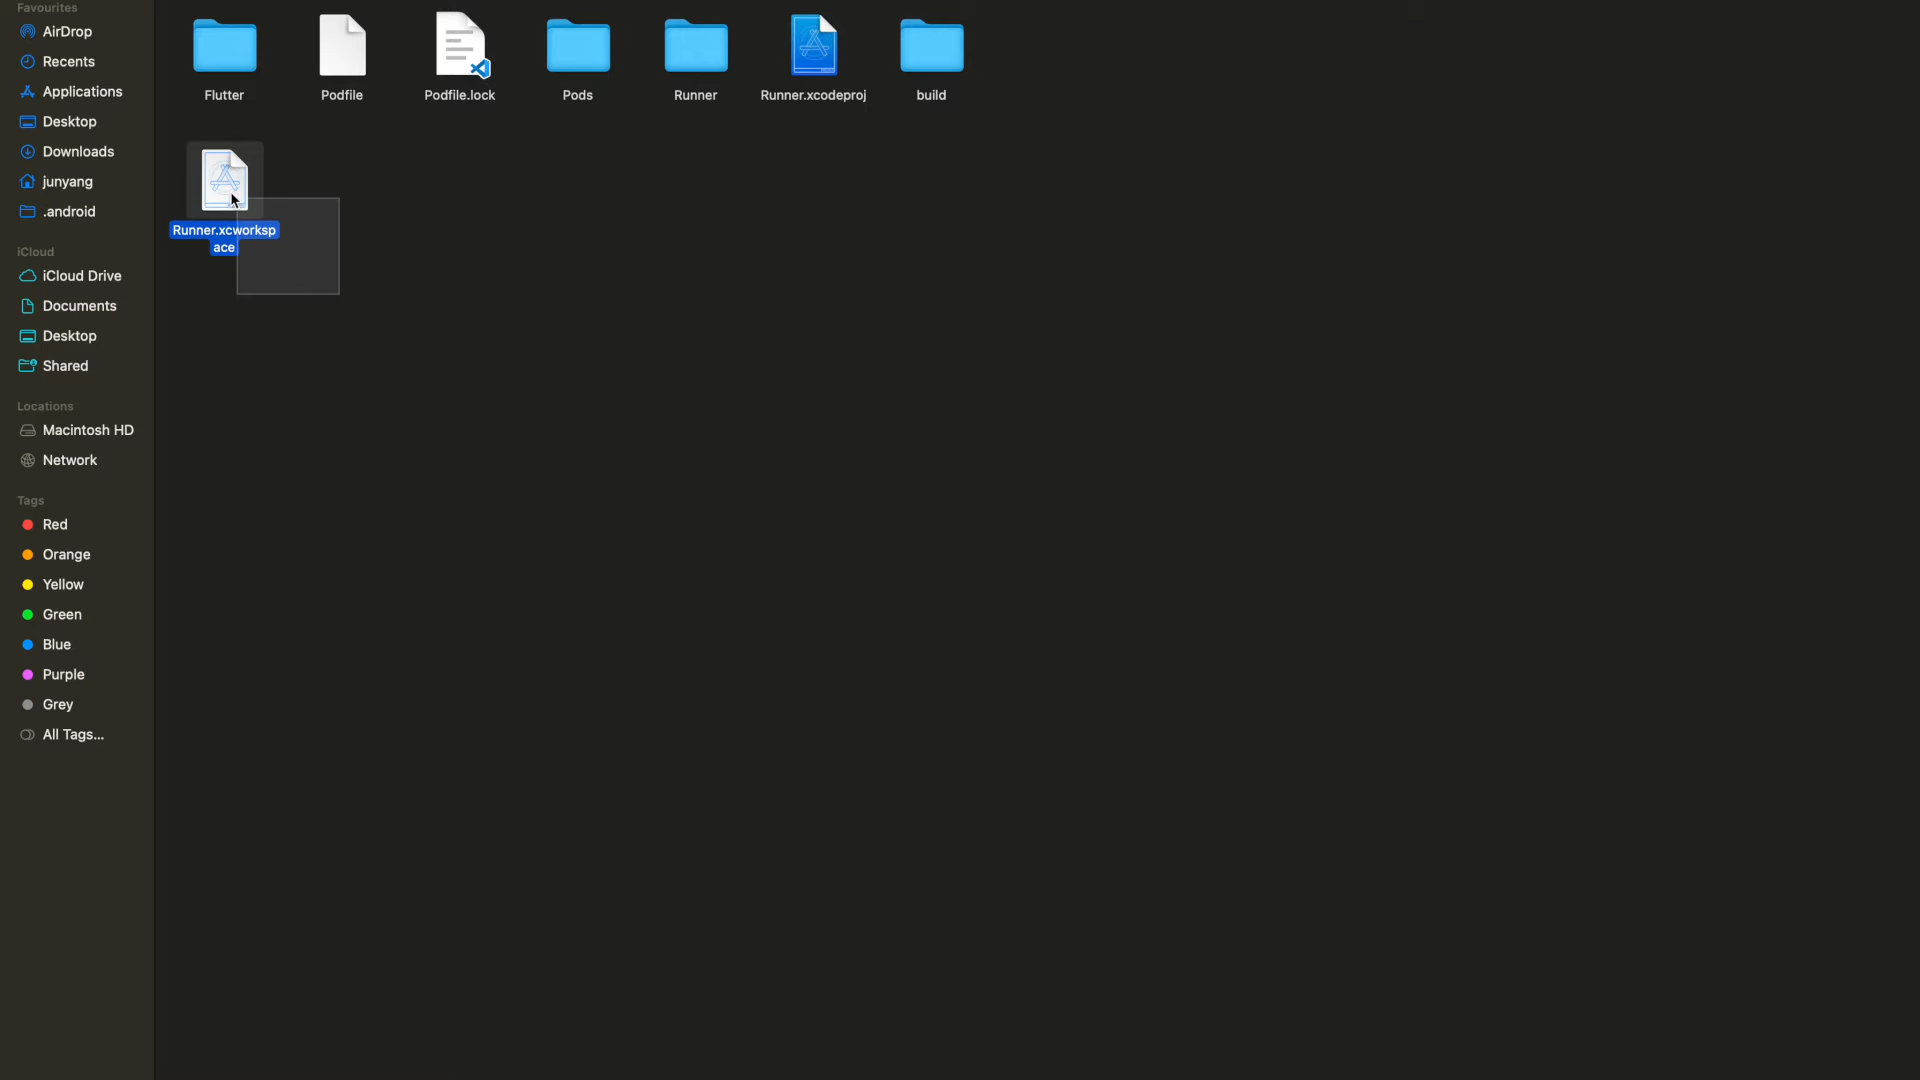 Favourites
AirDrop
Recents
Applications
Desktop
Downloads
junyang
.android
iCloud
iCloud Drive
Documents
Desktop
Shared
Locations
Macintosh HD
Network
Tags
Red
Orange
Yellow
Green
Blue
Purple
Grey
All Tags...
Flutter
Podfile
Podfile.lock
Pods
Runner
Runner.xcodeproj
build
Runner.xcworksp
ace